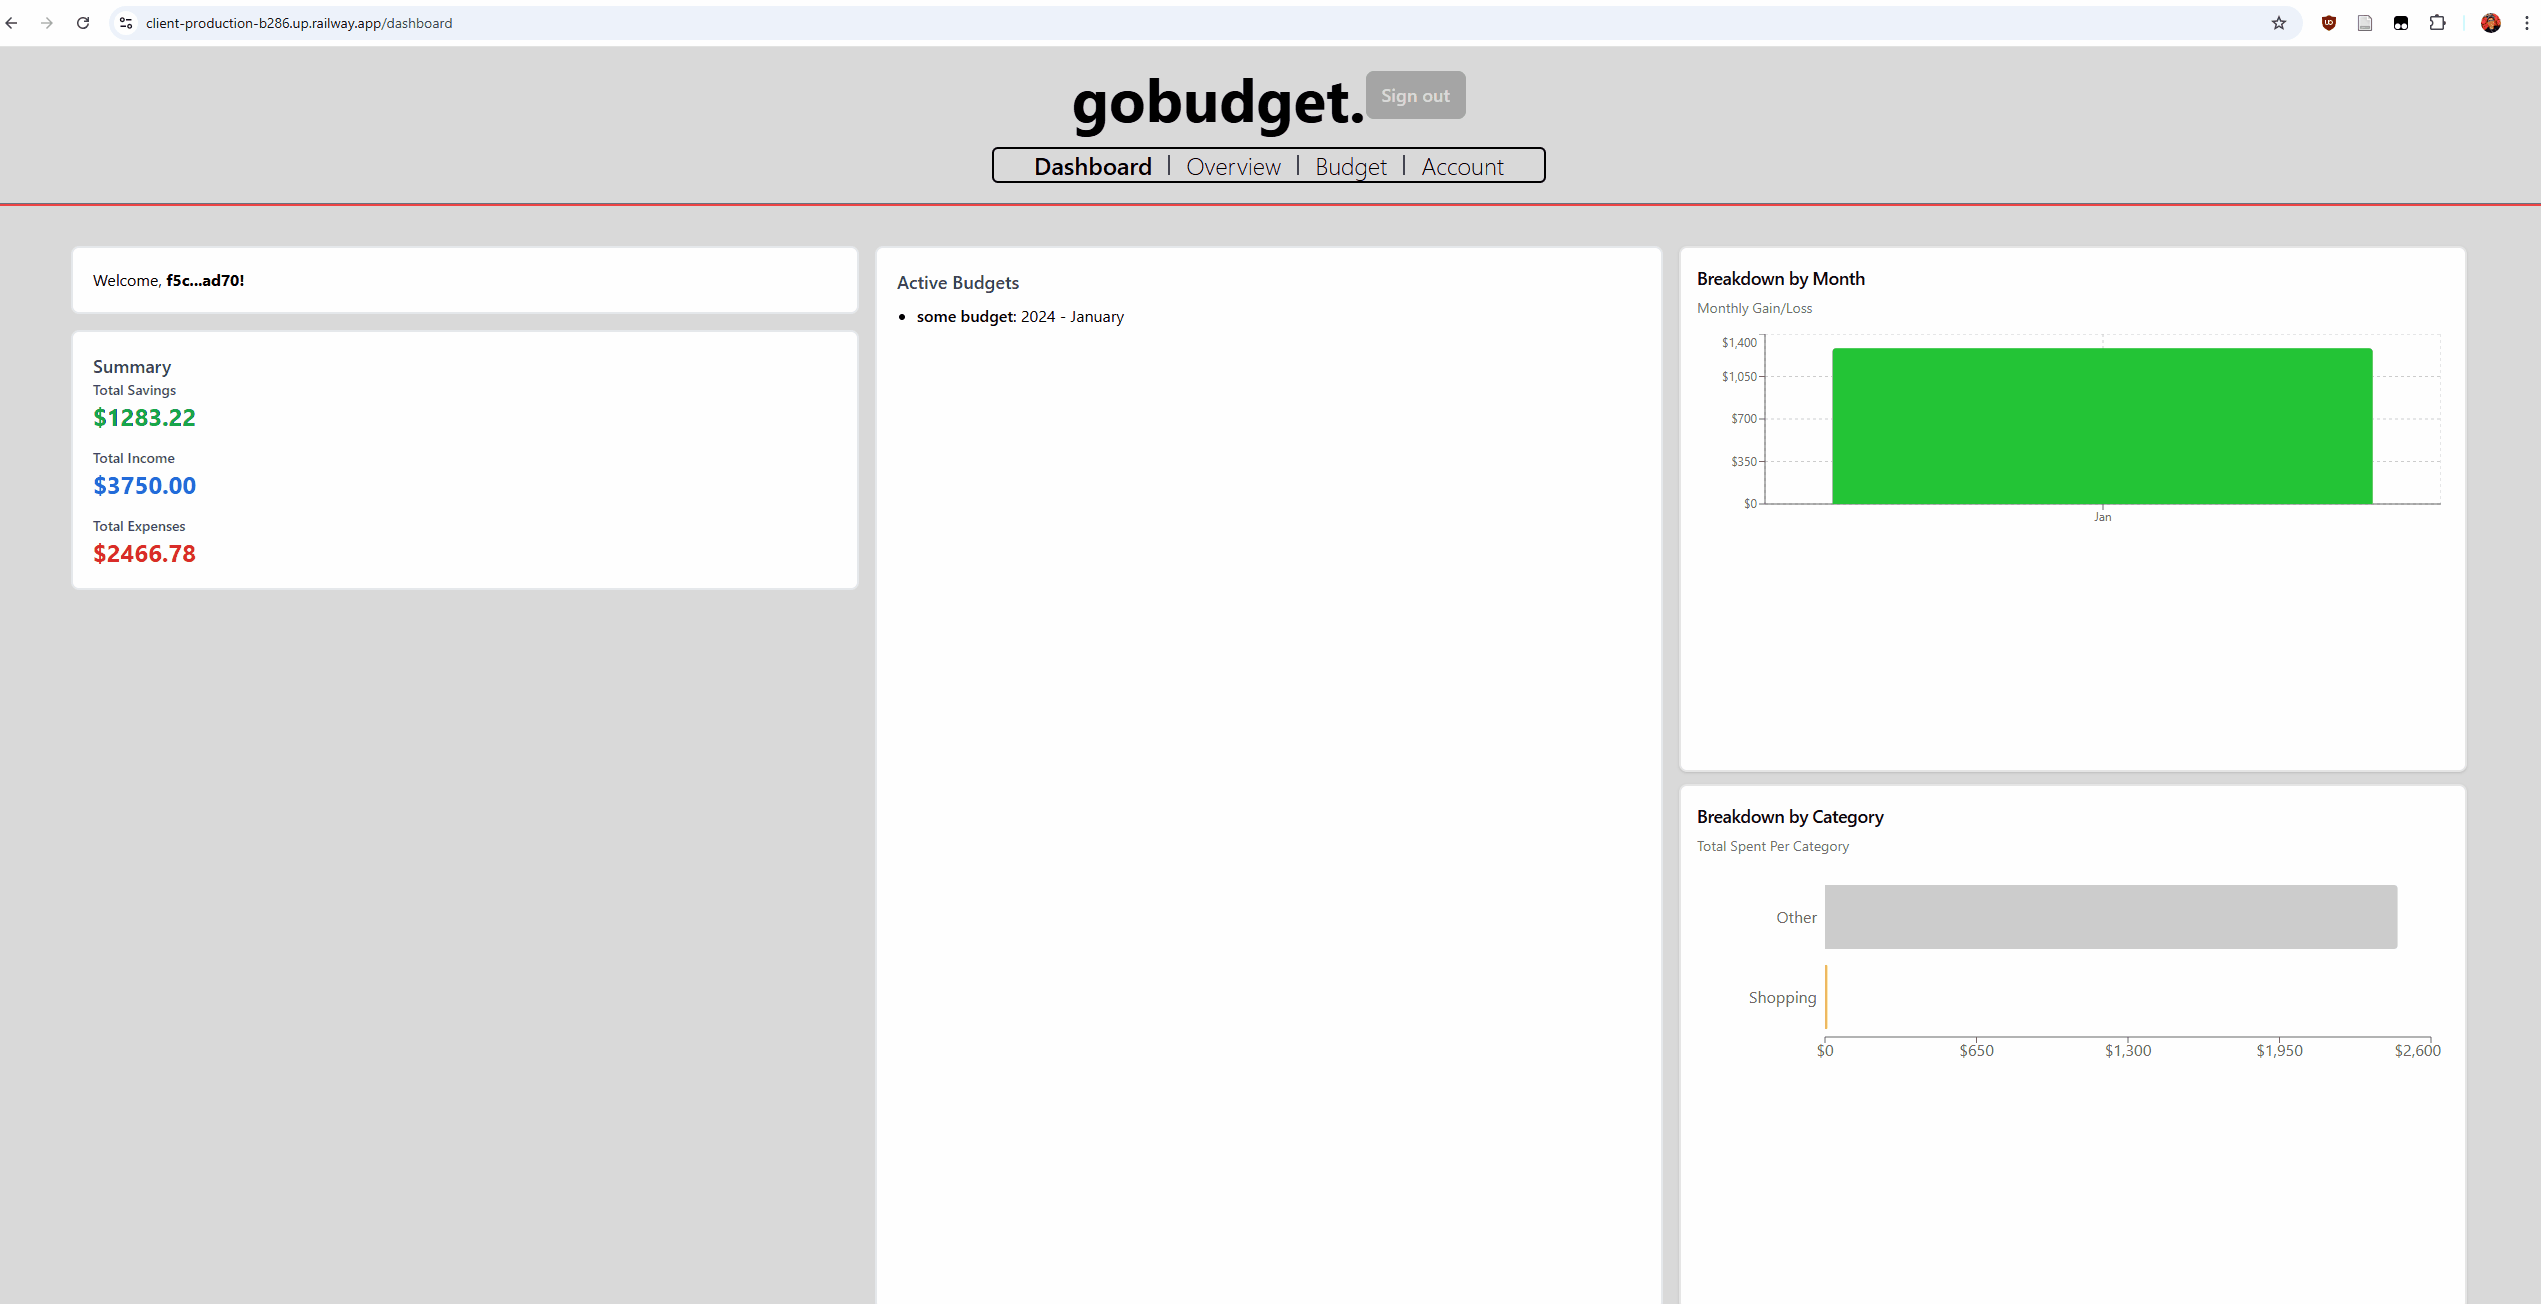 client-production-b286.up.railway.app/dashboard
gobudget.
Sign out
Dashboard | Overview | Budget | Account
Welcome, f5c...ad70!
Summary
Total Savings
$1283.22
Total Income
$3750.00
Total Expenses
$2466.78
Active Budgets
• some budget: 2024 - January
Breakdown by Month
Monthly Gain/Loss
$1,400
$1,050
$700
$350
$0
Jan
Breakdown by Category
Total Spent Per Category
Other
Shopping
$0 $650 $1,300 $1,950 $2,600